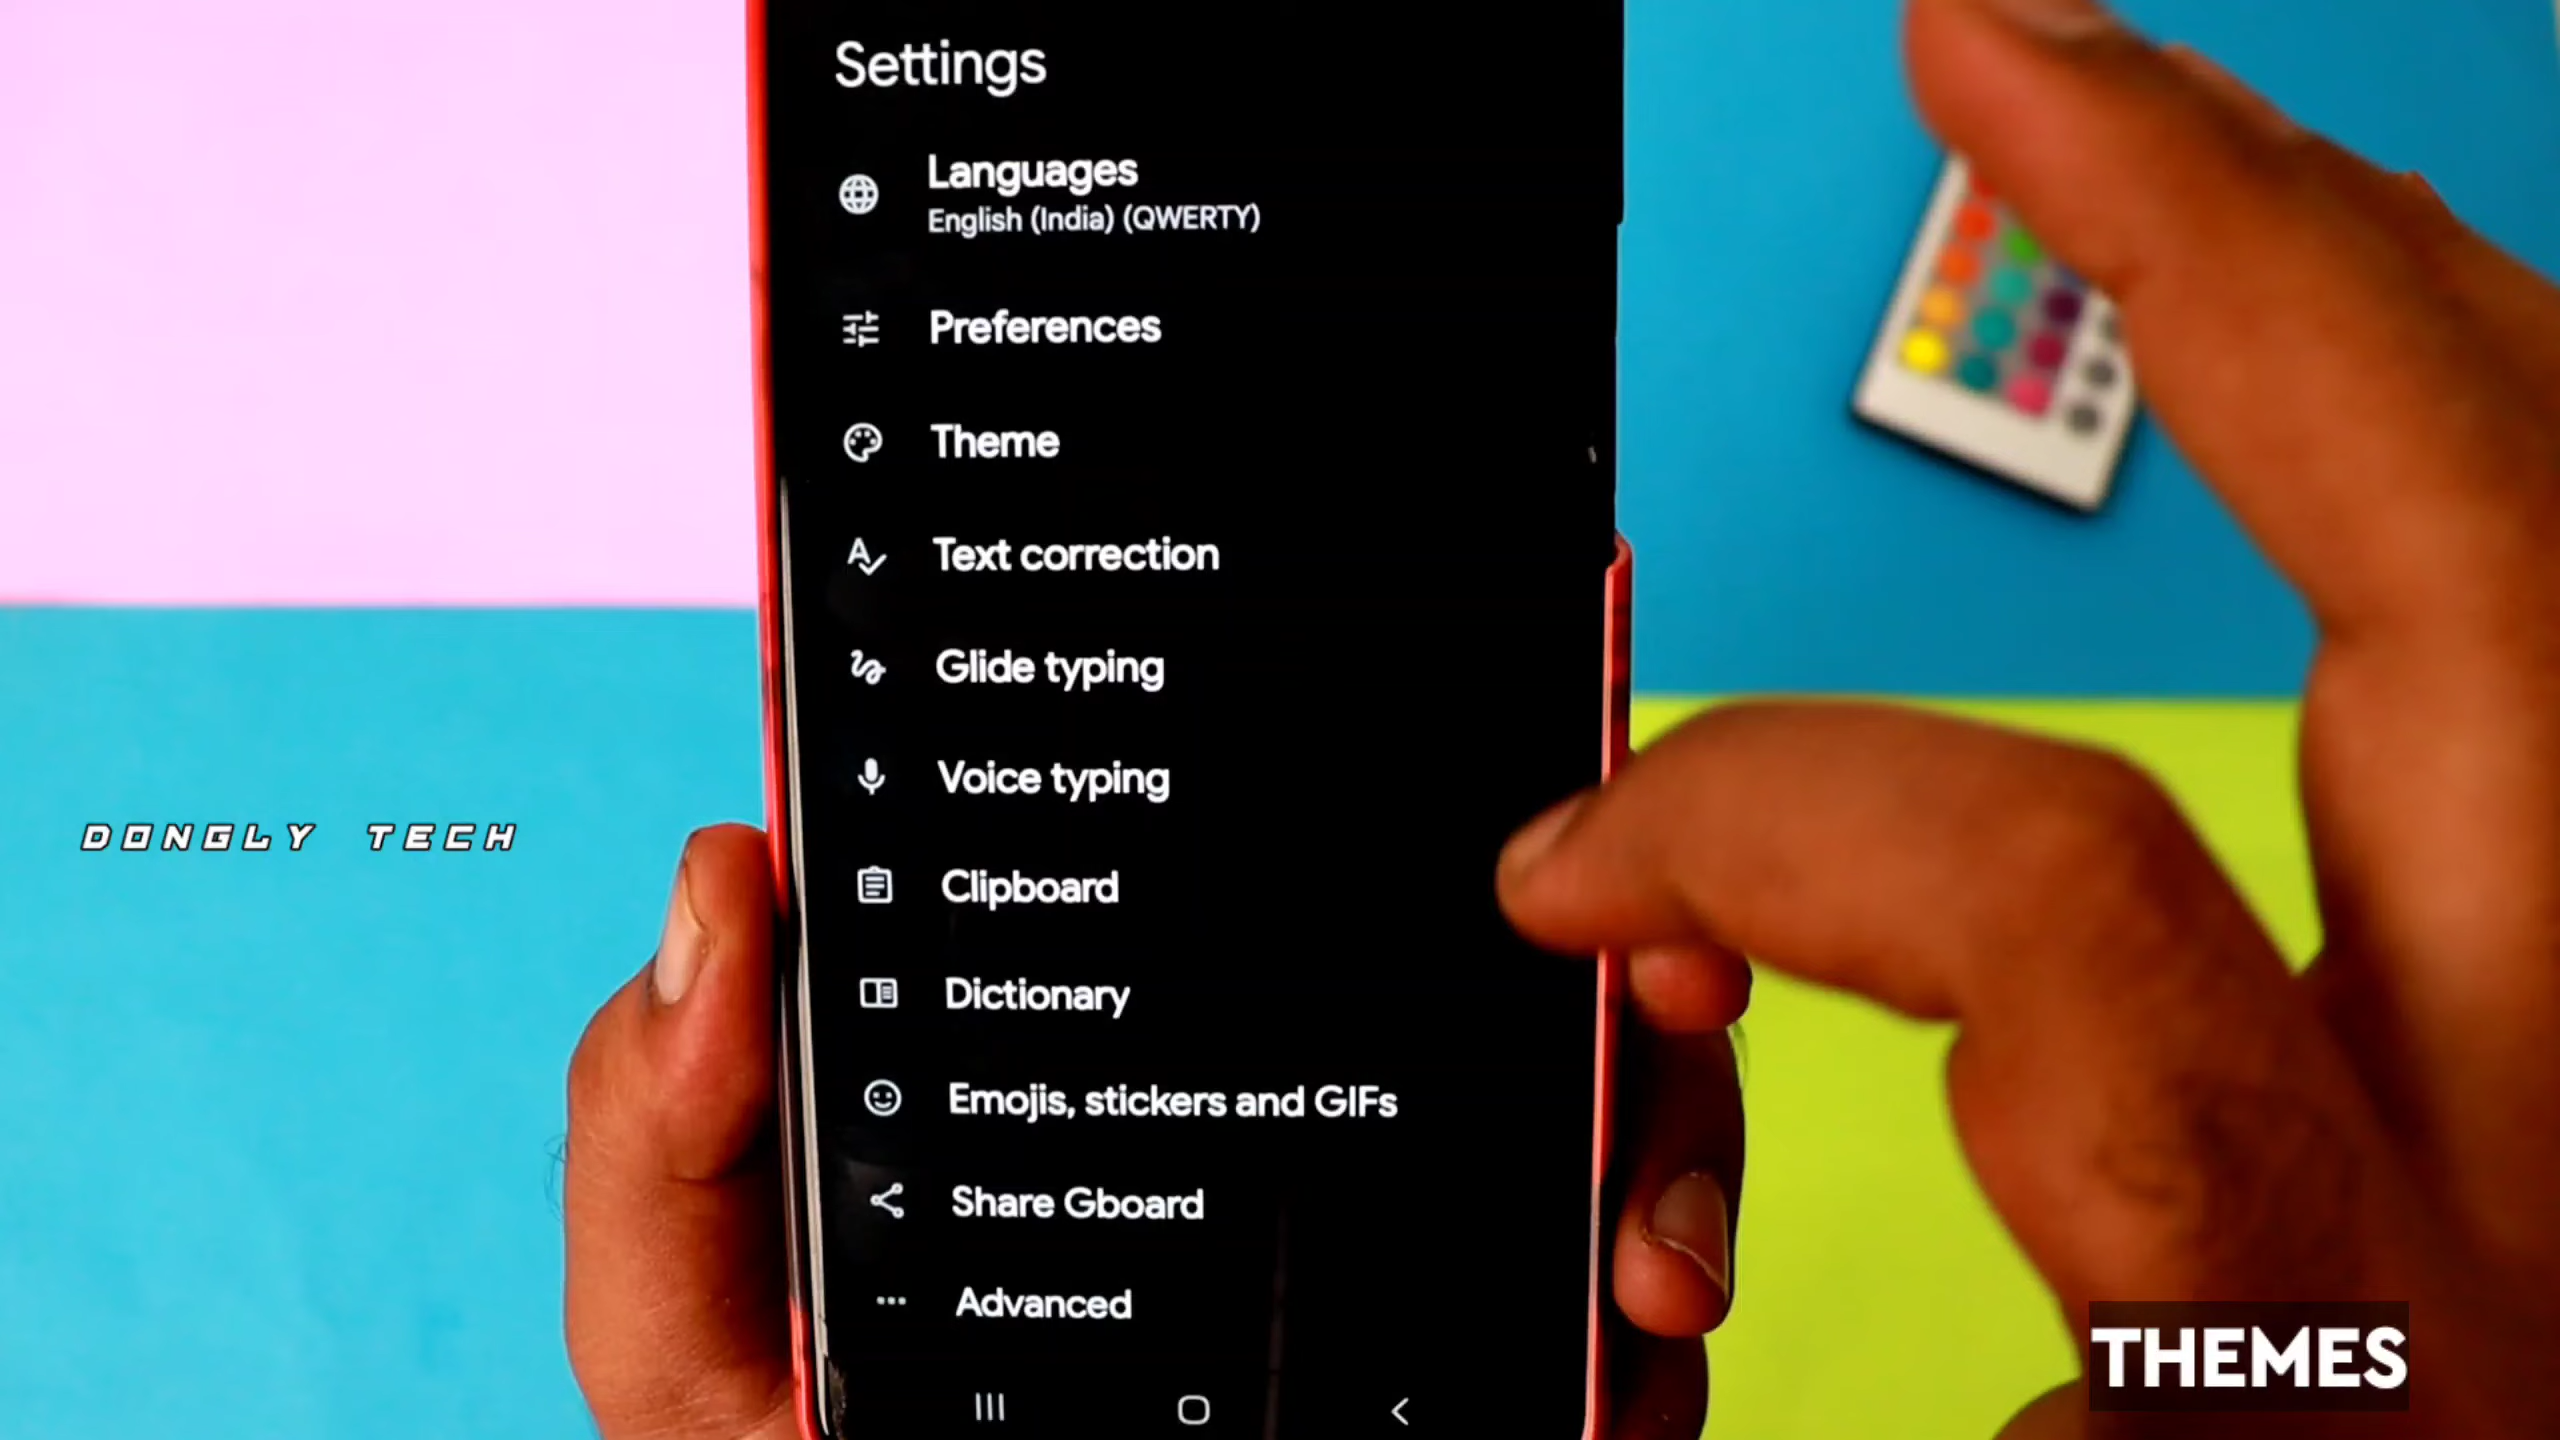 Settings
Languages
English (India) (QWERTY)
Preferences
Theme
Text correction
Glide typing
Voice typing
DONGLY TECH
Clipboard
Dictionary
Emojis, stickers and GIFs
Share Gboard
Advanced
THEMES